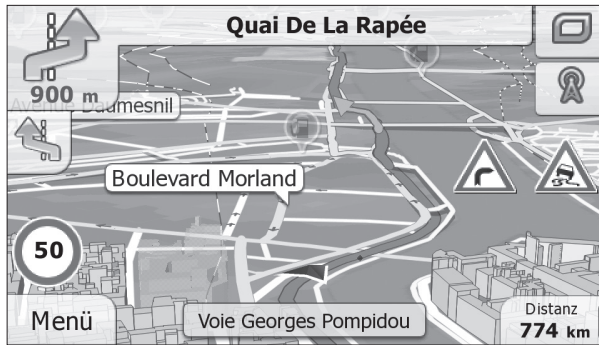 Quai De La Rapée
900 m
Avenue Daumesnil
Boulevard Morland
50
Menü
Voie Georges Pompidou
Distanz
774 km